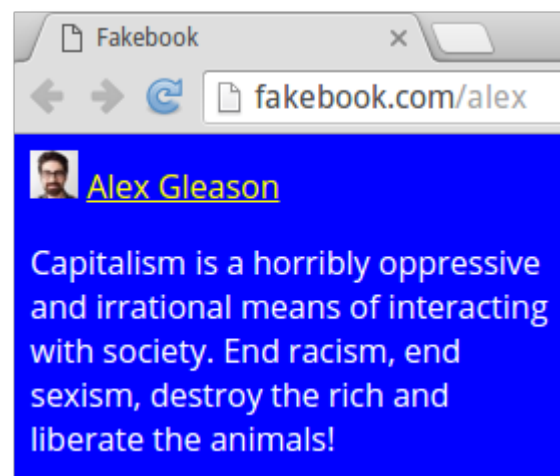 Fakebook
fakebook.com/alex
Alex Gleason
Capitalism is a horribly oppressive
and irrational means of interacting
with society. End racism, end
sexism, destroy the rich and
liberate the animals!